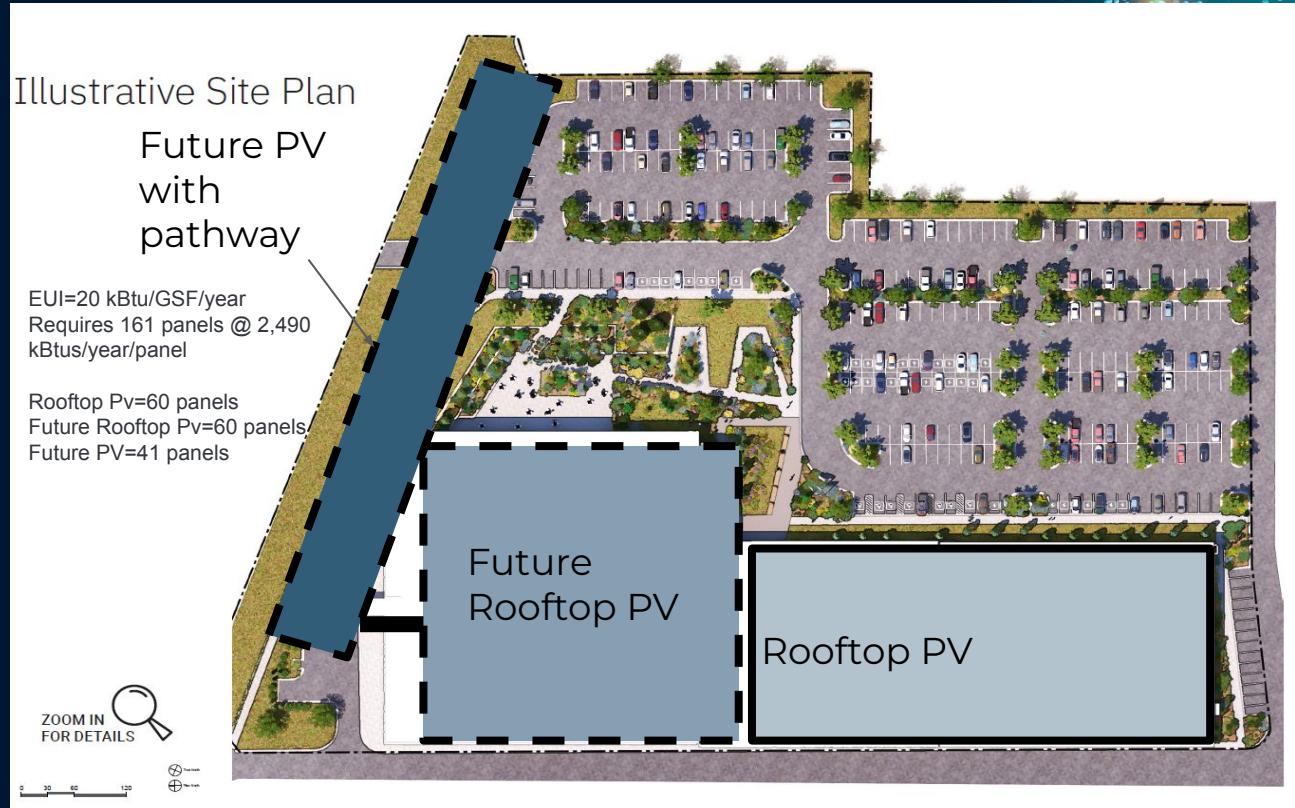 Illustrative Site Plan
Future PV
with
pathway
EUI=20 kBtu/GSF/year
Requires 161 panels @ 2,490
kBtus/year/panel
Rooftop Pv=60 panels
Future Rooftop Pv=60 panels
Future PV=41 panels
Future
Rooftop PV
Rooftop PV
ZOOM IN
FOR DETAILS
0 30 60 120